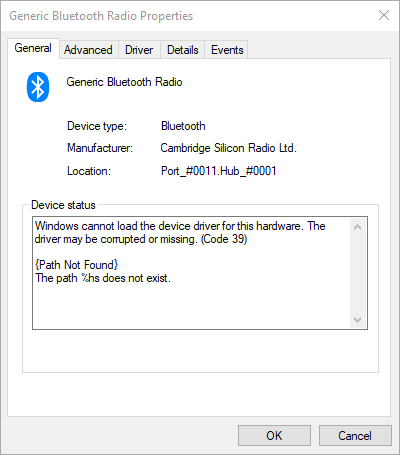 Generic Bluetooth Radio Properties
General Advanced Driver Details Events
Generic Bluetooth Radio
Device type: Bluetooth
Manufacturer: Cambridge Silicon Radio Ltd.
Location: Port_#0011.Hub_#0001
Device status
Windows cannot load the device driver for this hardware. The
driver may be corrupted or missing. (Code 39)
{Path Not Found}
The path %hs does not exist.
OK Cancel